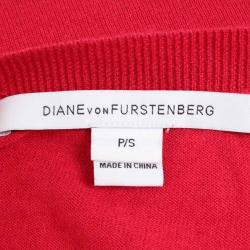 DIANE VON FURSTENBERG
P/S
MADE IN CHINA